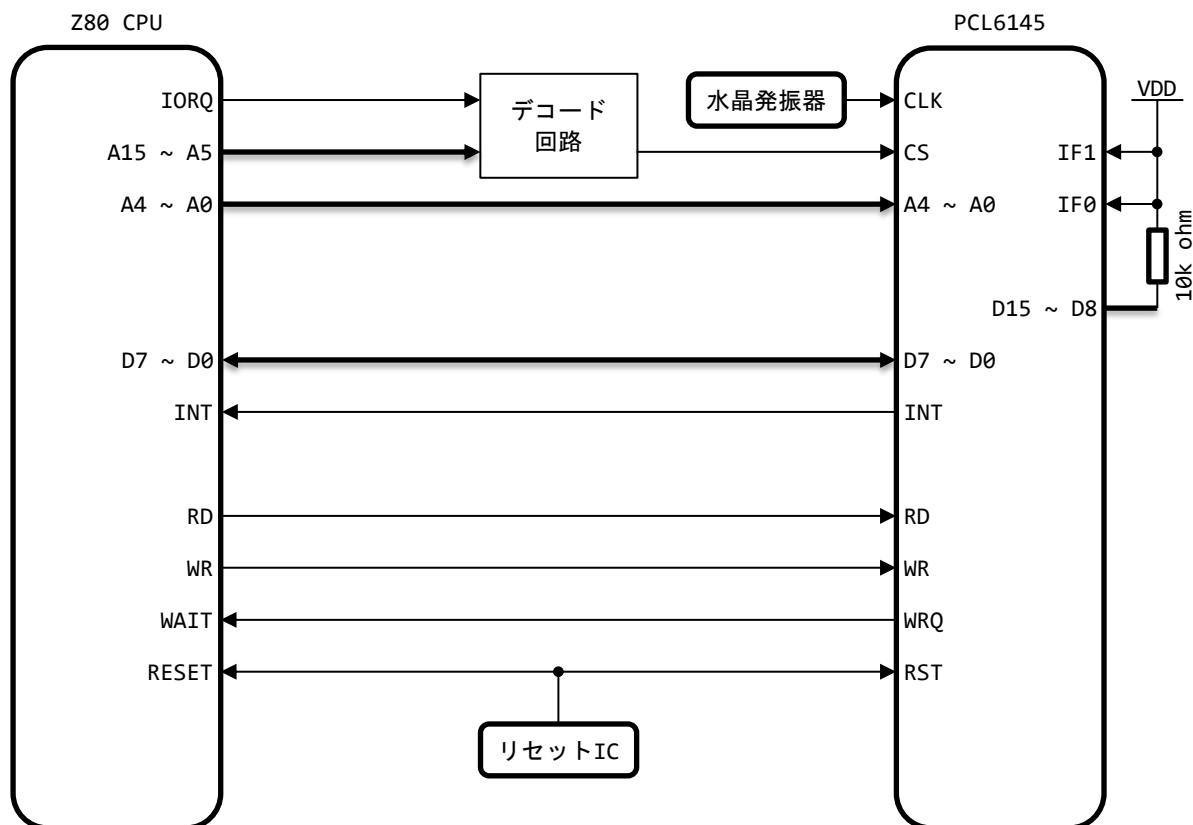 Z80 CPU
PCL6145
IORQ
デコード
回路
水晶発振器
CLK
VDD
A15 ~ A5
CS
IF1
A4 ~ A0
A4 ~ A0
IF0
10k ohm
D15 ~ D8
D7 ~ D0
D7 ~ D0
INT
INT
RD
RD
WR
WR
WAIT
WRQ
RESET
RST
リセットIC